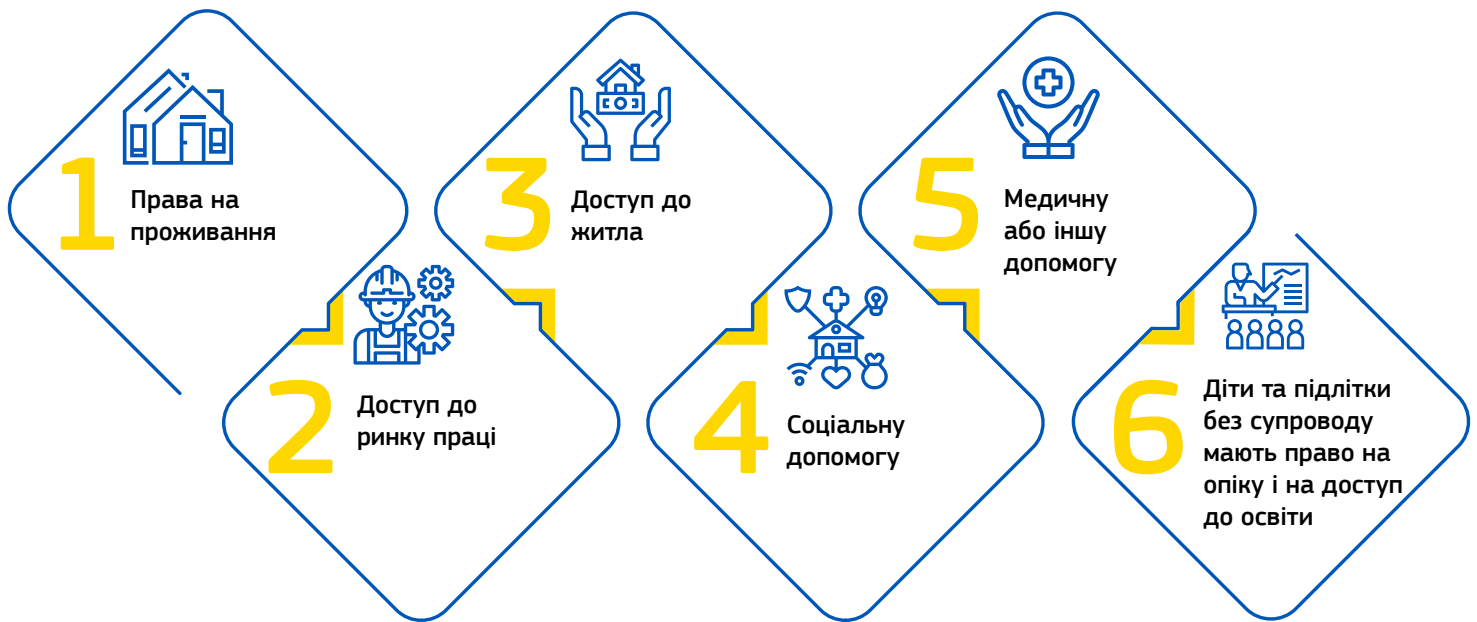 1
Права на
проживання
2
Доступ до
ринку праці
3
Доступ до
житла
4
Соціальну
допомогу
5
Медичну
або іншу
допомогу
6
Діти та підлітки
без супроводу
мають право на
опіку і на доступ
до освіти